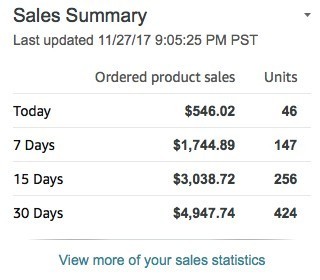 Sales Summary
Last updated 11/27/17 9:05:25 PM PST
Ordered product sales Units
Today $546.02 46
7 Days $1,744.89 147
15 Days $3,038.72 256
30 Days $4,947.74 424
View more of your sales statistics